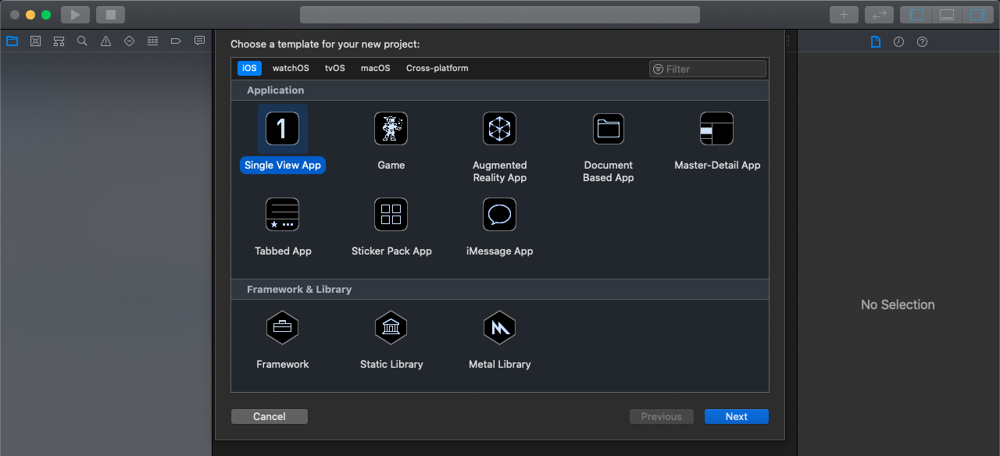 Choose a template for your new project:
iOS watchOS tvOS macOS Cross-platform Filter
Application
1
Single View App
Game
Augmented
Reality App
Document
Based App
Master-Detail App
Tabbed App
Sticker Pack App
iMessage App
Framework & Library
Framework
Static Library
Metal Library
No Selection
Cancel
Previous
Next